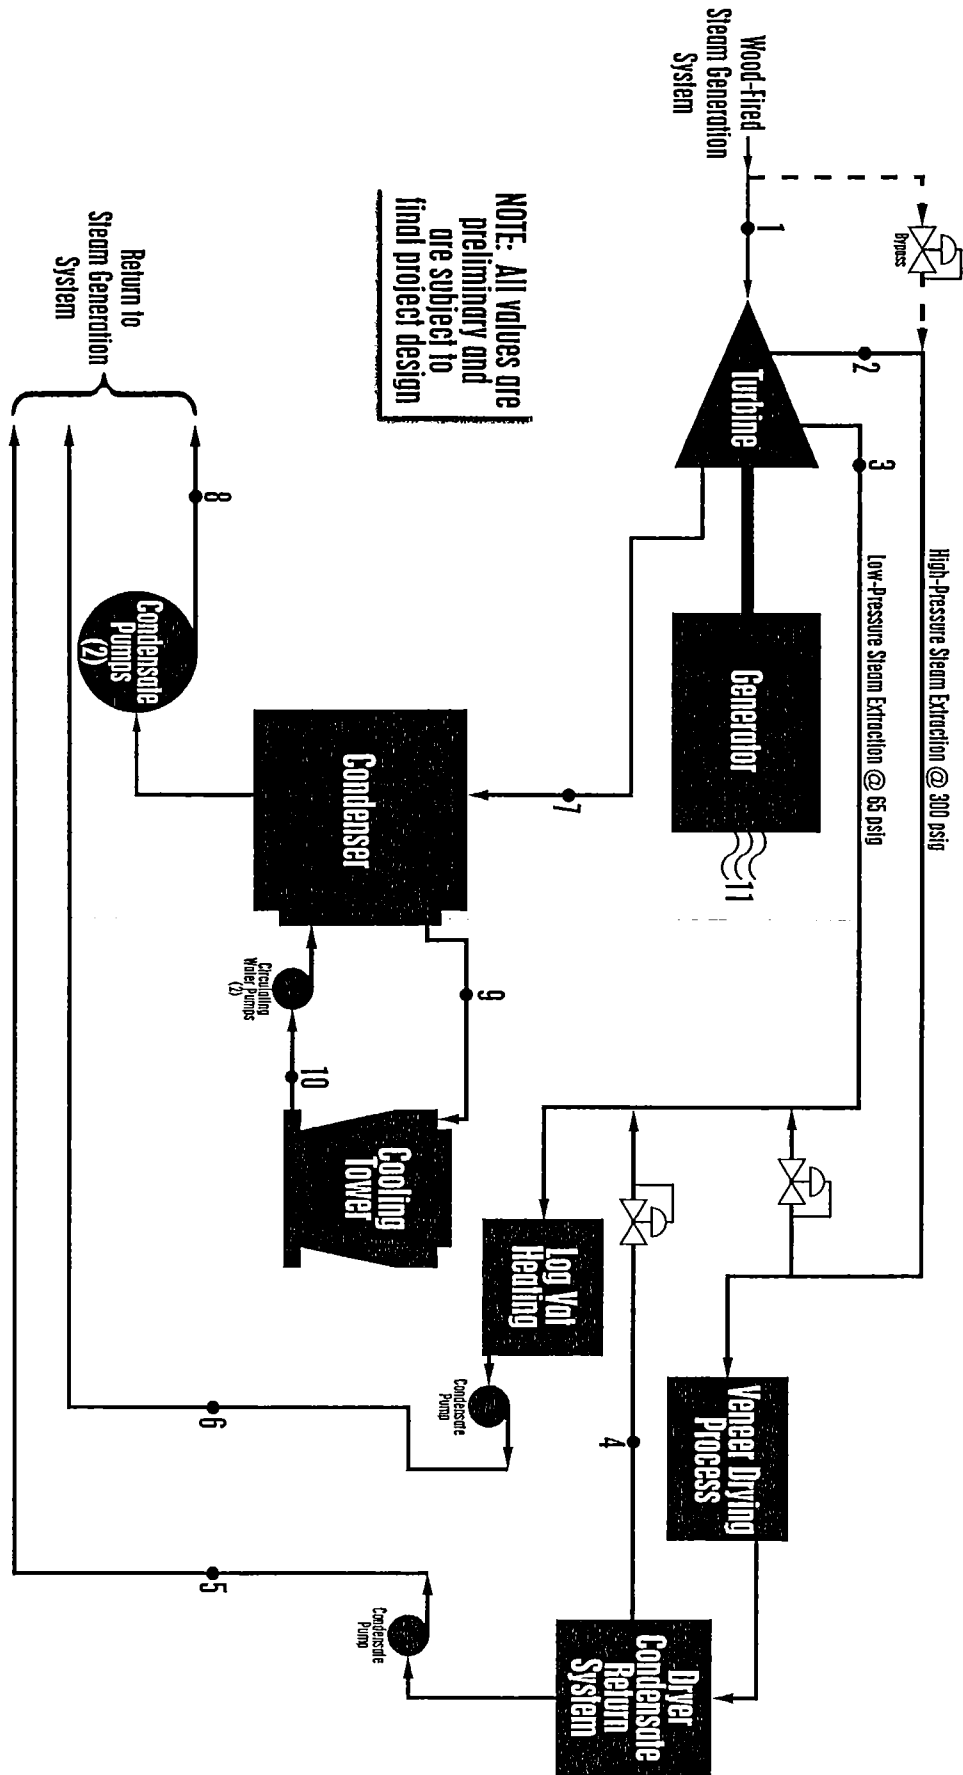 Wood-Fired
Steam Generation
System
1
Bypass
2
3
High-Pressure Steam Extraction @ 300 psig
Low-Pressure Steam Extraction @ 65 psig
Turbine
Generator
11
NOTE: All values are
preliminary and
are subject to
final project design
7
Condenser
9
Circulating
Water Pumps
(2)
10
Cooling
Tower
Log Vat
Heating
Condensate
Pump
4
Veneer Drying
Process
Dryer
Condensate
Return
System
Condensate
Pump
5
6
Condensate
Pumps
(2)
8
Return to
Steam Generation
System